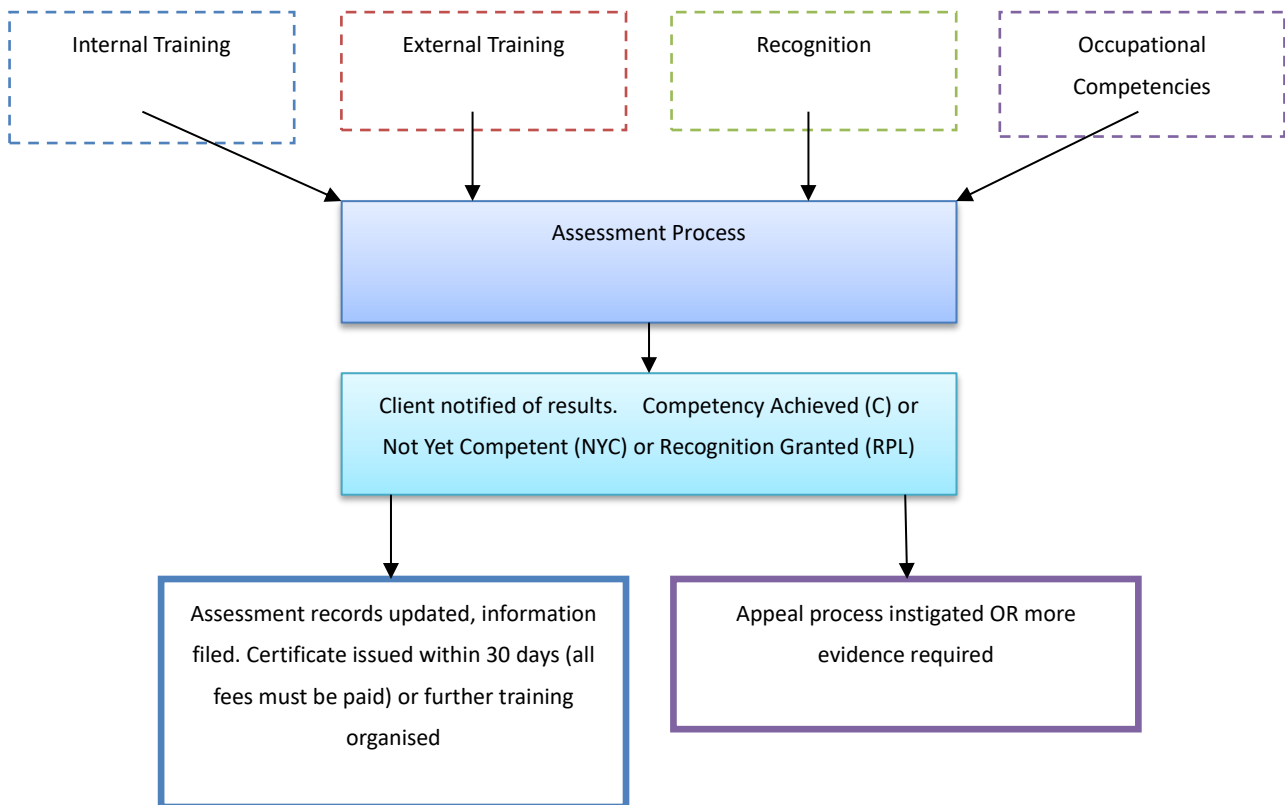 Internal Training
External Training
Recognition
Occupational
Competencies
Assessment Process
Client notified of results. Competency Achieved (C) or
Not Yet Competent (NYC) or Recognition Granted (RPL)
Assessment records updated, information
filed. Certificate issued within 30 days (all
fees must be paid) or further training
organised
Appeal process instigated OR more
evidence required